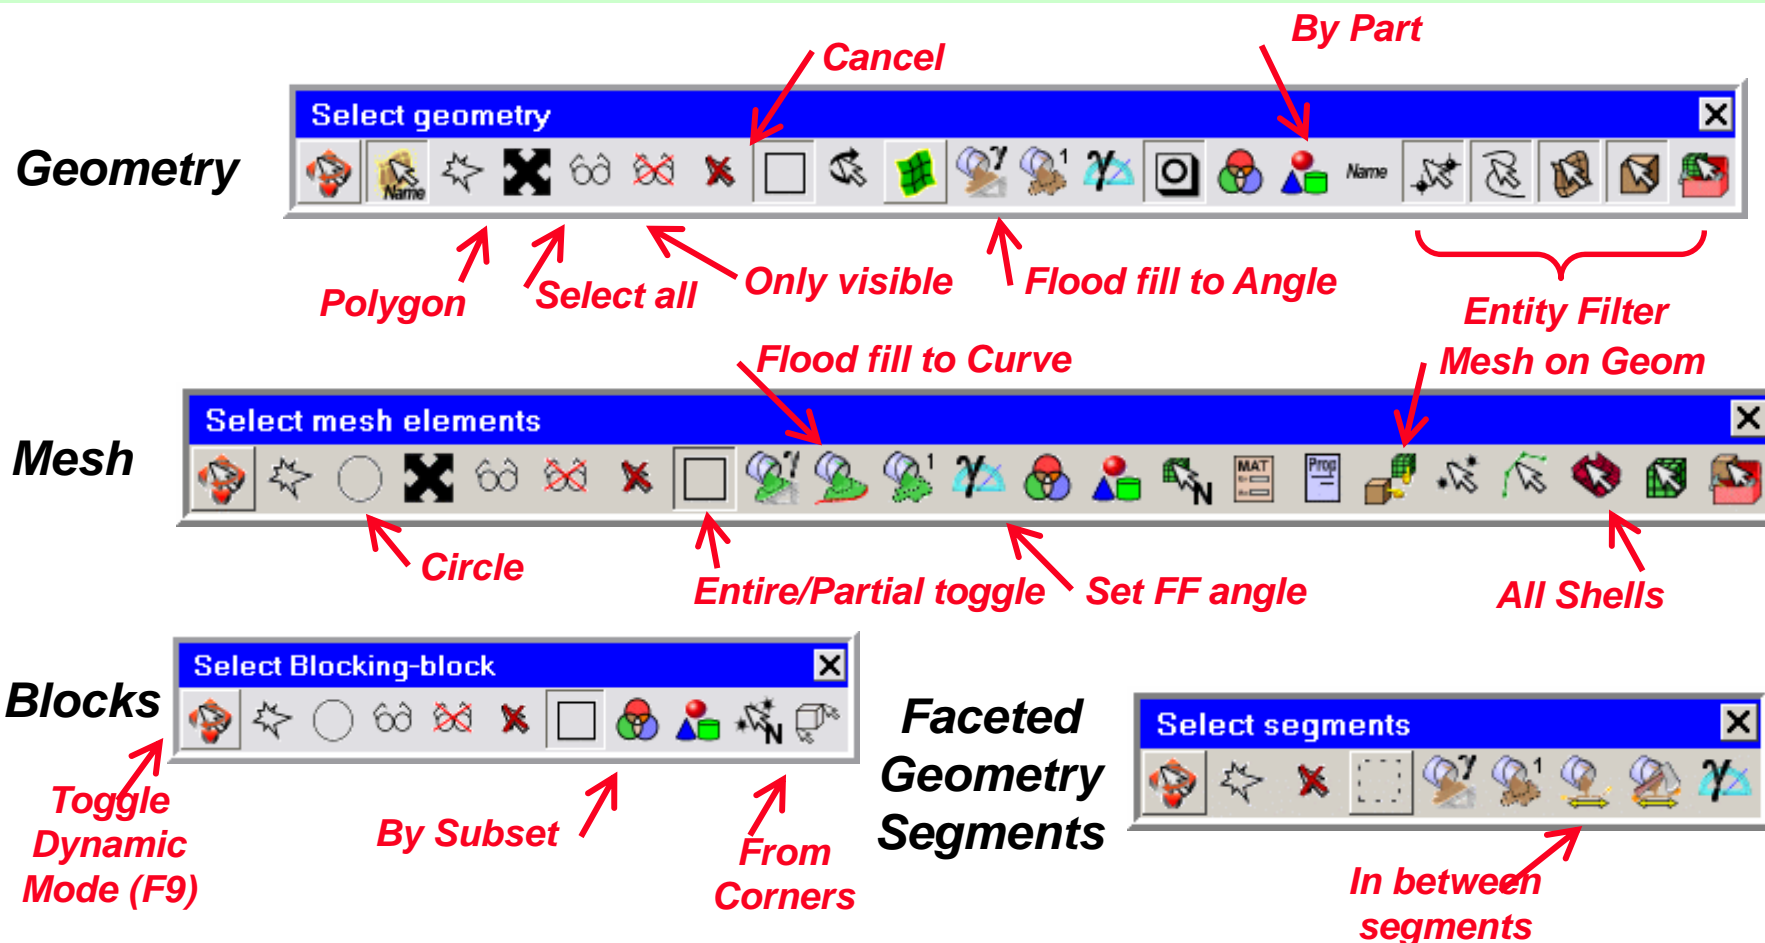 By Part
Cancel
Select geometry
Geometry
Name
Name
γ
1
γ
Polygon
Select all
Only visible
Flood fill to Angle
Entity Filter
Flood fill to Curve
Mesh on Geom
Select mesh elements
Mesh
γ
1
γ
N
MAT
Prop
Circle
Entire/Partial toggle
Set FF angle
All Shells
Select Blocking-block
Blocks
N
Toggle
Dynamic
Mode (F9)
By Subset
From
Corners
Faceted
Geometry
Segments
Select segments
γ
1
γ
In between
segments